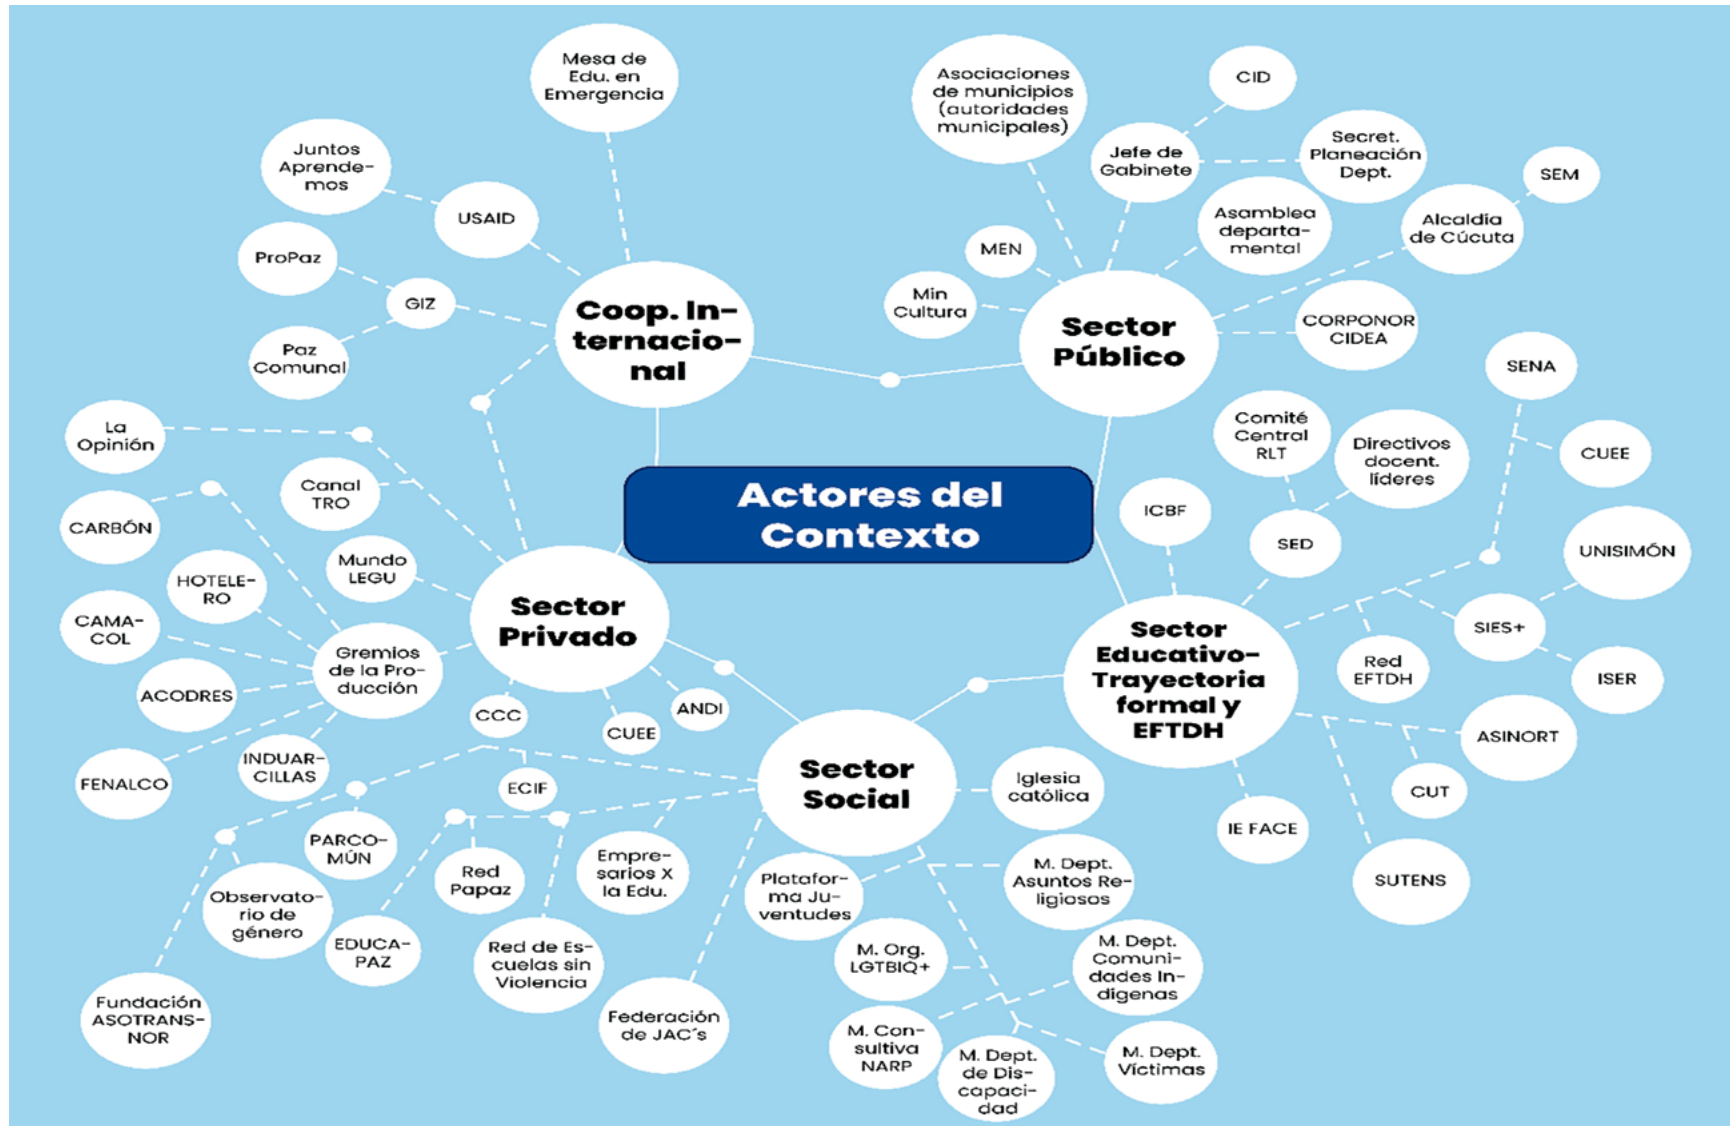 Mesa de
Edu. en
Emergencia
Juntos
Aprende-
mos
USAID
ProPaz
GIZ
Paz
Comunal
Coop. In-
ternacio-
nal
Asociaciones
de municipios
(autoridades
municipales)
CID
Jefe de
Gabinete
Secret.
Planeación
Dept.
SEM
Asamblea
departa-
mental
Alcaldía
de Cúcuta
MEN
Min
Cultura
Sector
Público
CORPONOR
CIDEA
SENA
CUEE
Comité
Central
RLT
Directivos
docent.
líderes
ICBF
SED
UNISIMÓN
SIES+
Red
EFTDH
ISER
Sector
Educativo-
Trayectoria
formal y
EFTDH
ASINORT
CUT
IE FACE
SUTENS
Actores del
Contexto
La
Opinión
Canal
TRO
CARBÓN
Mundo
LEGU
HOTELE-
RO
CAMA-
COL
Gremios
de la Pro-
ducción
ACODRES
FENALCO
INDUAR-
CILLAS
Sector
Privado
CCC
CUEE
ANDI
Sector
Social
Iglesia
católica
ECIF
PARCO-
MÚN
Red
Papaz
Empre-
sarios X
la Edu.
Observato-
rio de
género
EDUCA-
PAZ
Red de Es-
cuelas sin
Violencia
Fundación
ASOTRANS-
NOR
Federación
de JAC´s
Platafor-
ma Ju-
ventudes
M. Dept.
Asuntos Re-
ligiosos
M. Org.
LGTBIQ+
M. Dept.
Comuni-
dades In-
dígenas
M. Con-
sultiva
NARP
M. Dept.
de Dis-
capaci-
dad
M. Dept.
Víctimas